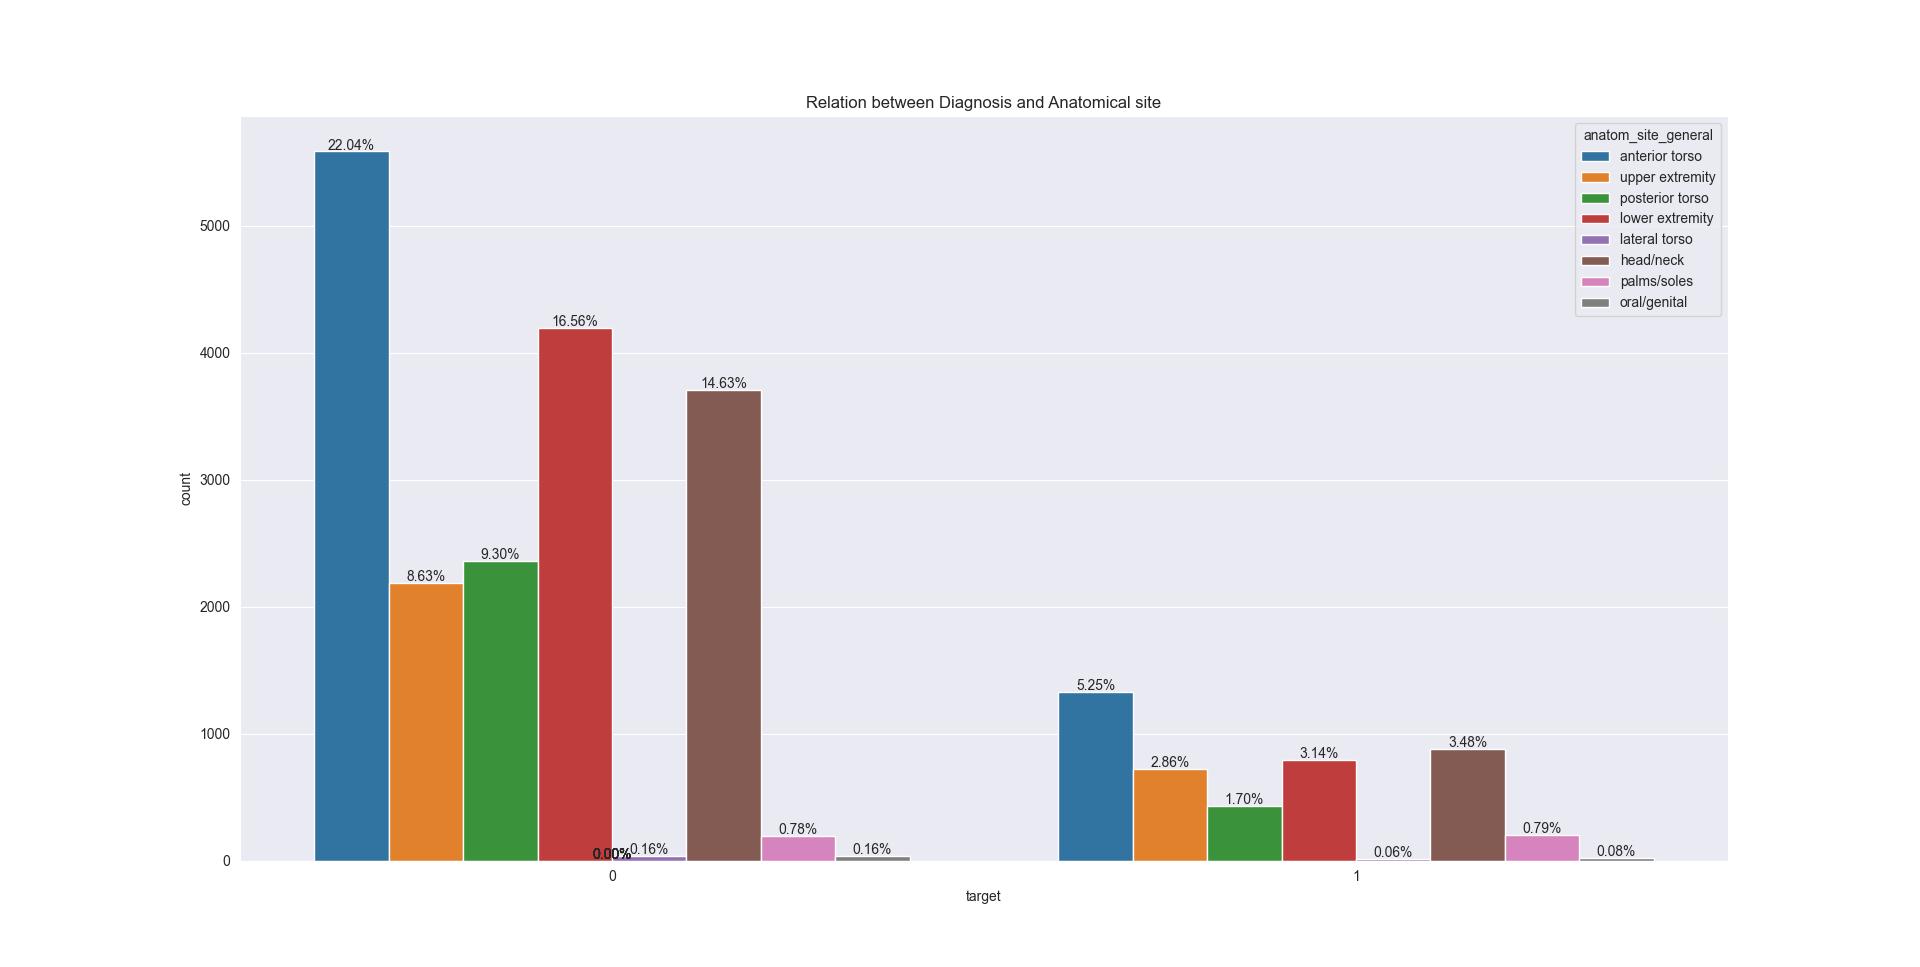 Relation between Diagnosis and Anatomical site
anatom_site_general
anterior torso
upper extremity
posterior torso
lower extremity
lateral torso
head/neck
palms/soles
oral/genital
22.04%
8.63%
9.30%
16.56%
0.00%
0.16%
14.63%
0.78%
0.16%
5.25%
2.86%
1.70%
3.14%
0.06%
3.48%
0.79%
0.08%
5000
4000
3000
2000
1000
0
count
0
1
target